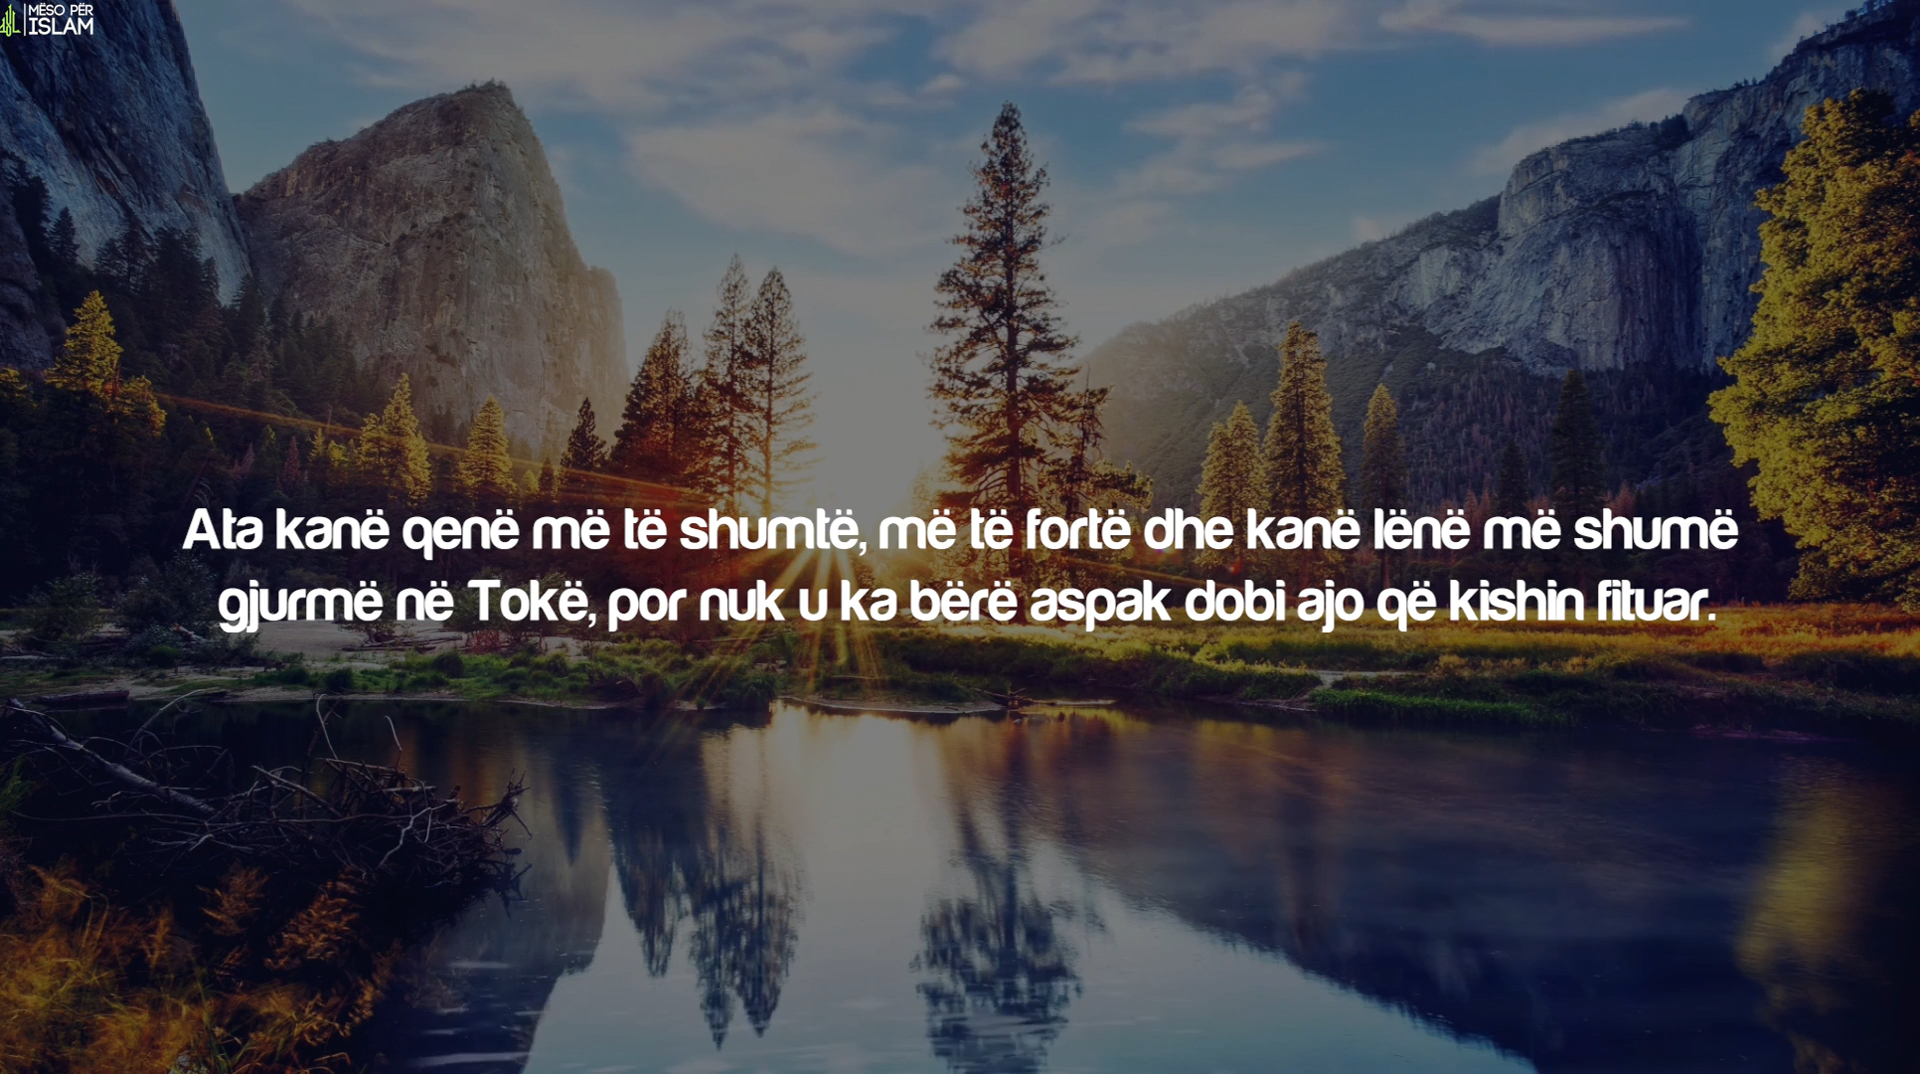 MËSO PËR
ISLAM
Ata kanë qenë më të shumtë, më të fortë dhe kanë lënë më shumë
gjurmë në Tokë, por nuk u ka bërë aspak dobi ajo që kishin fituar.